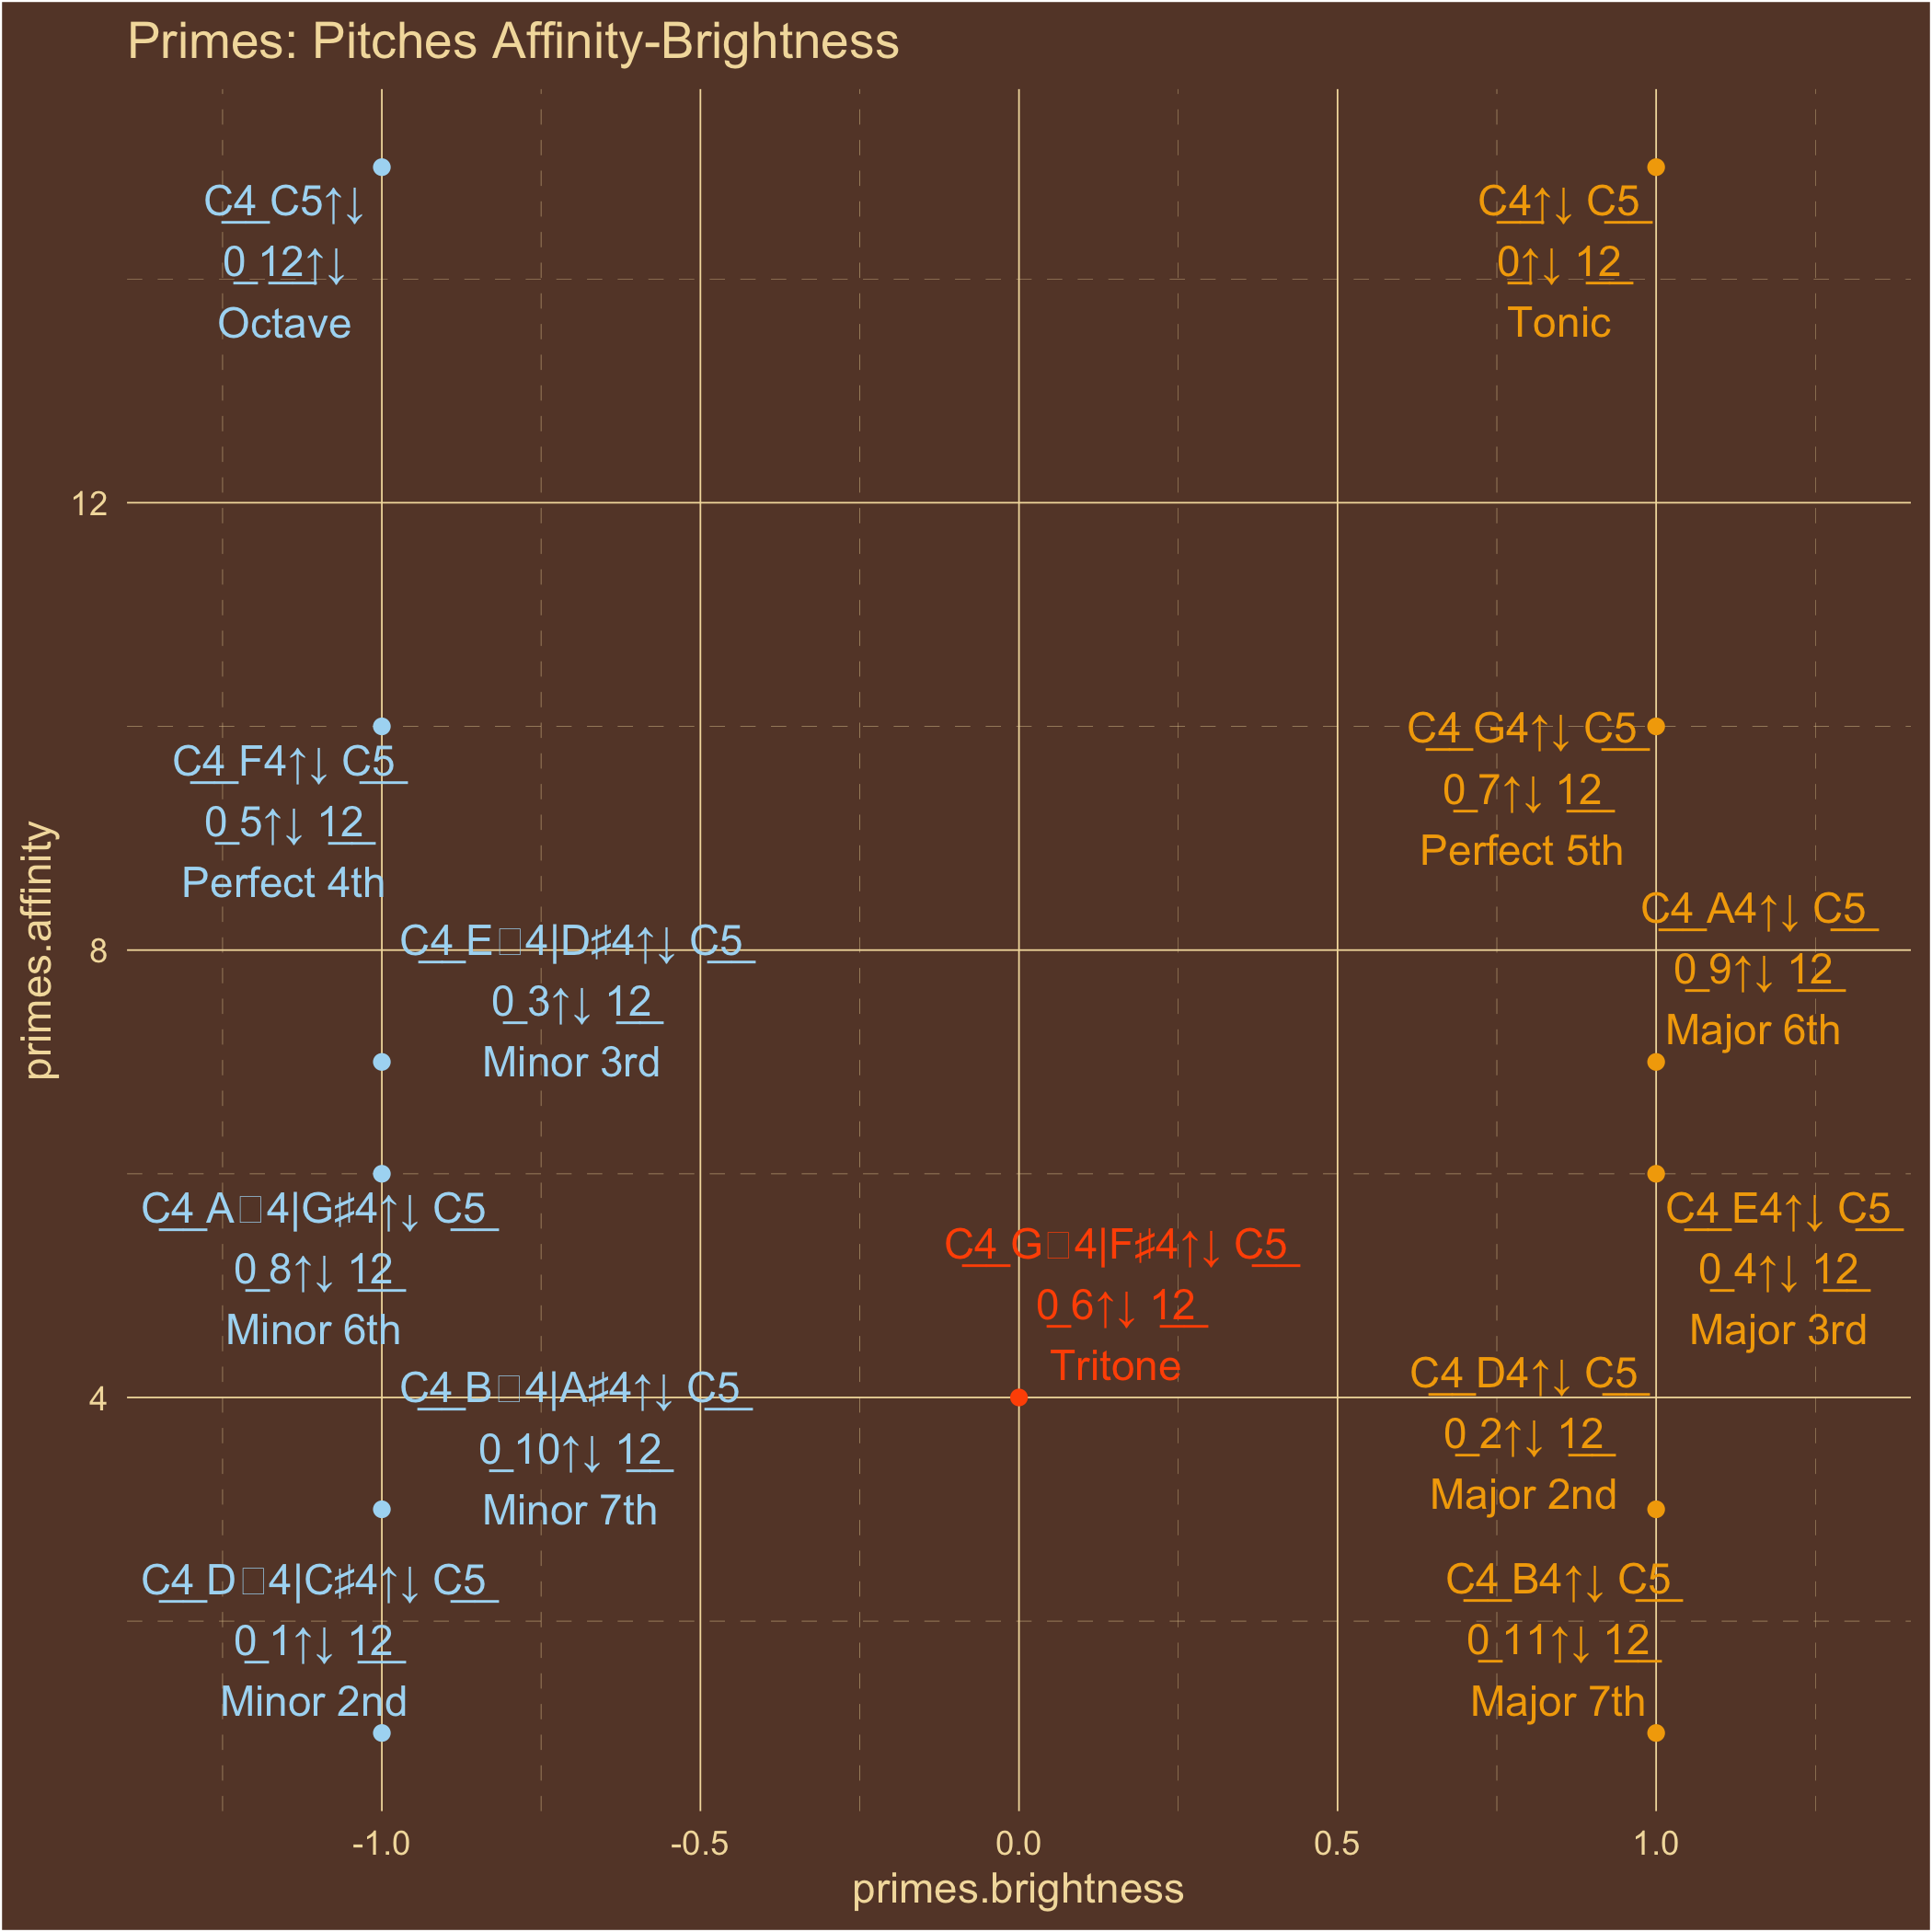 Primes: Pitches Affinity-Brightness
C4 C5↑↓
0 12↑↓
Octave
C4↑↓ C5
0↑↓ 12
Tonic
12
C4 F4↑↓ C5
0 5↑↓ 12
Perfect 4th
C4 G4↑↓ C5
0 7↑↓ 12
Perfect 5th
primes.affinity
8
C4 E□4|D♯4↑↓ C5
0 3↑↓ 12
Minor 3rd
C4 A4↑↓ C5
0 9↑↓ 12
Major 6th
C4 A□4|G♯4↑↓ C5
0 8↑↓ 12
Minor 6th
C4 G□4|F♯4↑↓ C5
0 6↑↓ 12
Tritone
C4 E4↑↓ C5
0 4↑↓ 12
Major 3rd
4
C4 B□4|A♯4↑↓ C5
0 10↑↓ 12
Minor 7th
C4 D4↑↓ C5
0 2↑↓ 12
Major 2nd
C4 D□4|C♯4↑↓ C5
0 1↑↓ 12
Minor 2nd
C4 B4↑↓ C5
0 11↑↓ 12
Major 7th
-1.0 -0.5 0.0 0.5 1.0
primes.brightness